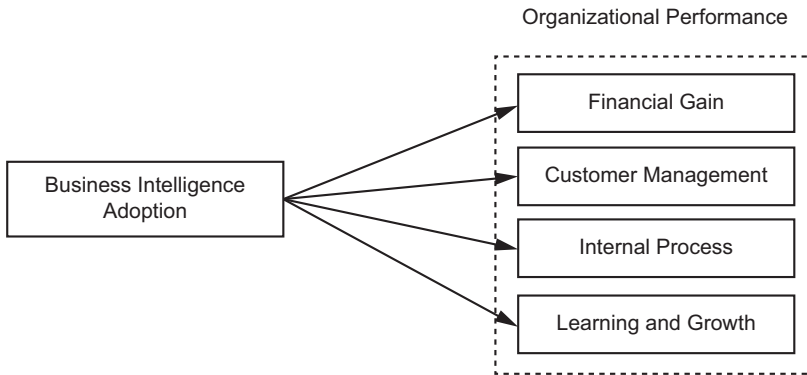 Organizational Performance
Financial Gain
Business Intelligence
Adoption
Customer Management
Internal Process
Learning and Growth